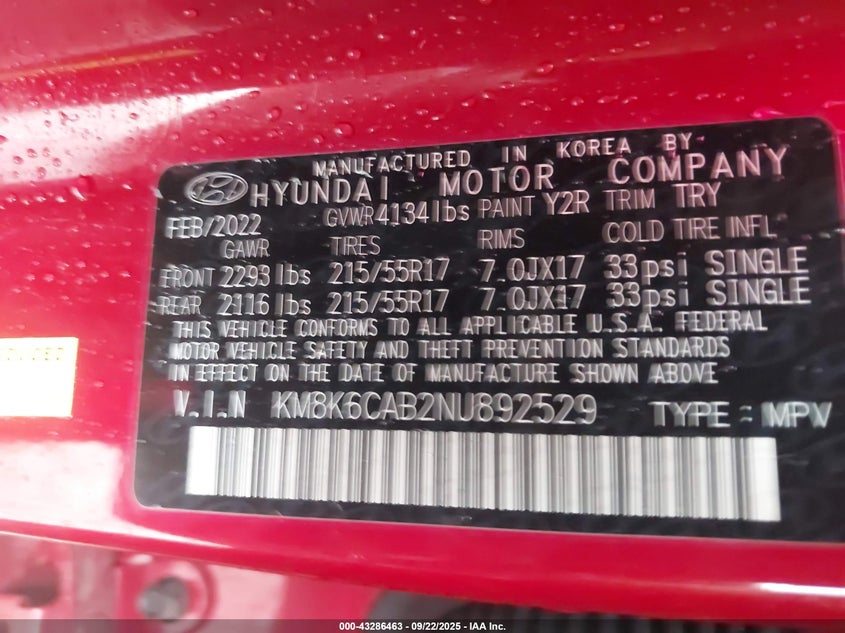 MANUFACTURED IN KOREA BY
HYUNDAI MOTOR COMPANY
FEB/2022 GVWR 4134 lbs PAINT Y2R TRIM TRY
GAWR TIRES RIMS COLD TIRE INFL
FRONT 2293 lbs 215/55R17 7.0JX17 33psi SINGLE
REAR 2116 lbs 215/55R17 7.0JX17 33psi SINGLE
THIS VEHICLE CONFORMS TO ALL APPLICABLE U.S.A. FEDERAL
MOTOR VEHICLE SAFETY AND THEFT PREVENTION STANDARDS
IN EFFECT ON THE DATE OF MANUFACTURE SHOWN ABOVE.
V.I.N KM8K6CAB2NU892529 TYPE : MPV
000-43286463 - 09/22/2025 - IAA Inc.